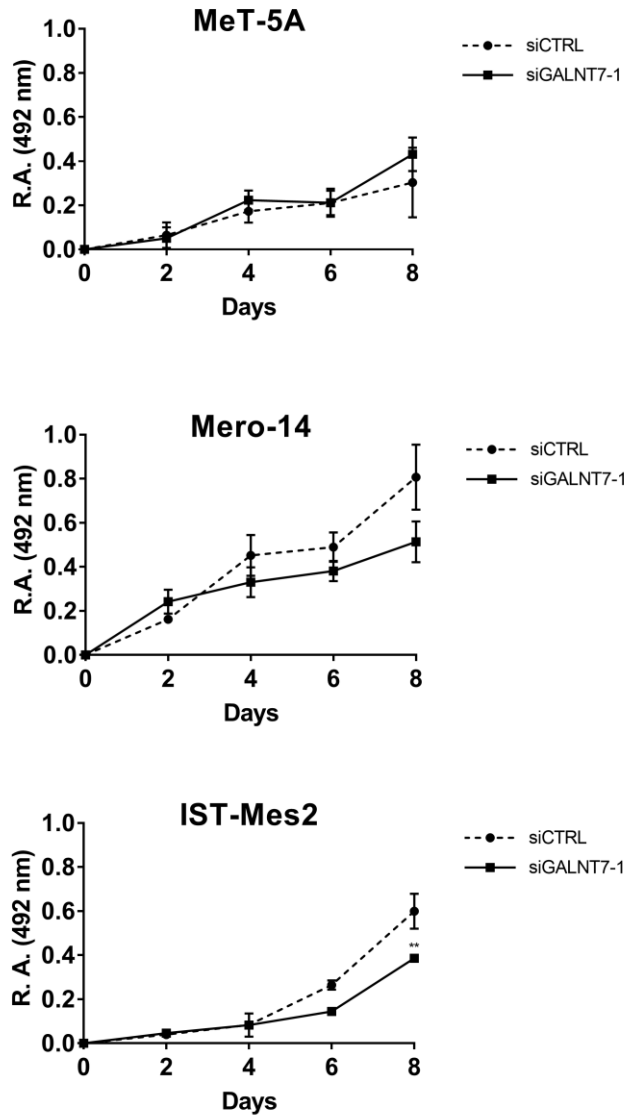 MeT-5A
siCTRL
siGALNT7-1
R.A. (492 nm)
1.0
0.8
0.6
0.4
0.2
0.0
0 2 4 6 8
Days
Mero-14
siCTRL
siGALNT7-1
R.A. (492 nm)
1.0
0.8
0.6
0.4
0.2
0.0
0 2 4 6 8
Days
IST-Mes2
siCTRL
siGALNT7-1
R. A. (492 nm)
1.0
0.8
0.6
0.4
**
0.2
0.0
0 2 4 6 8
Days